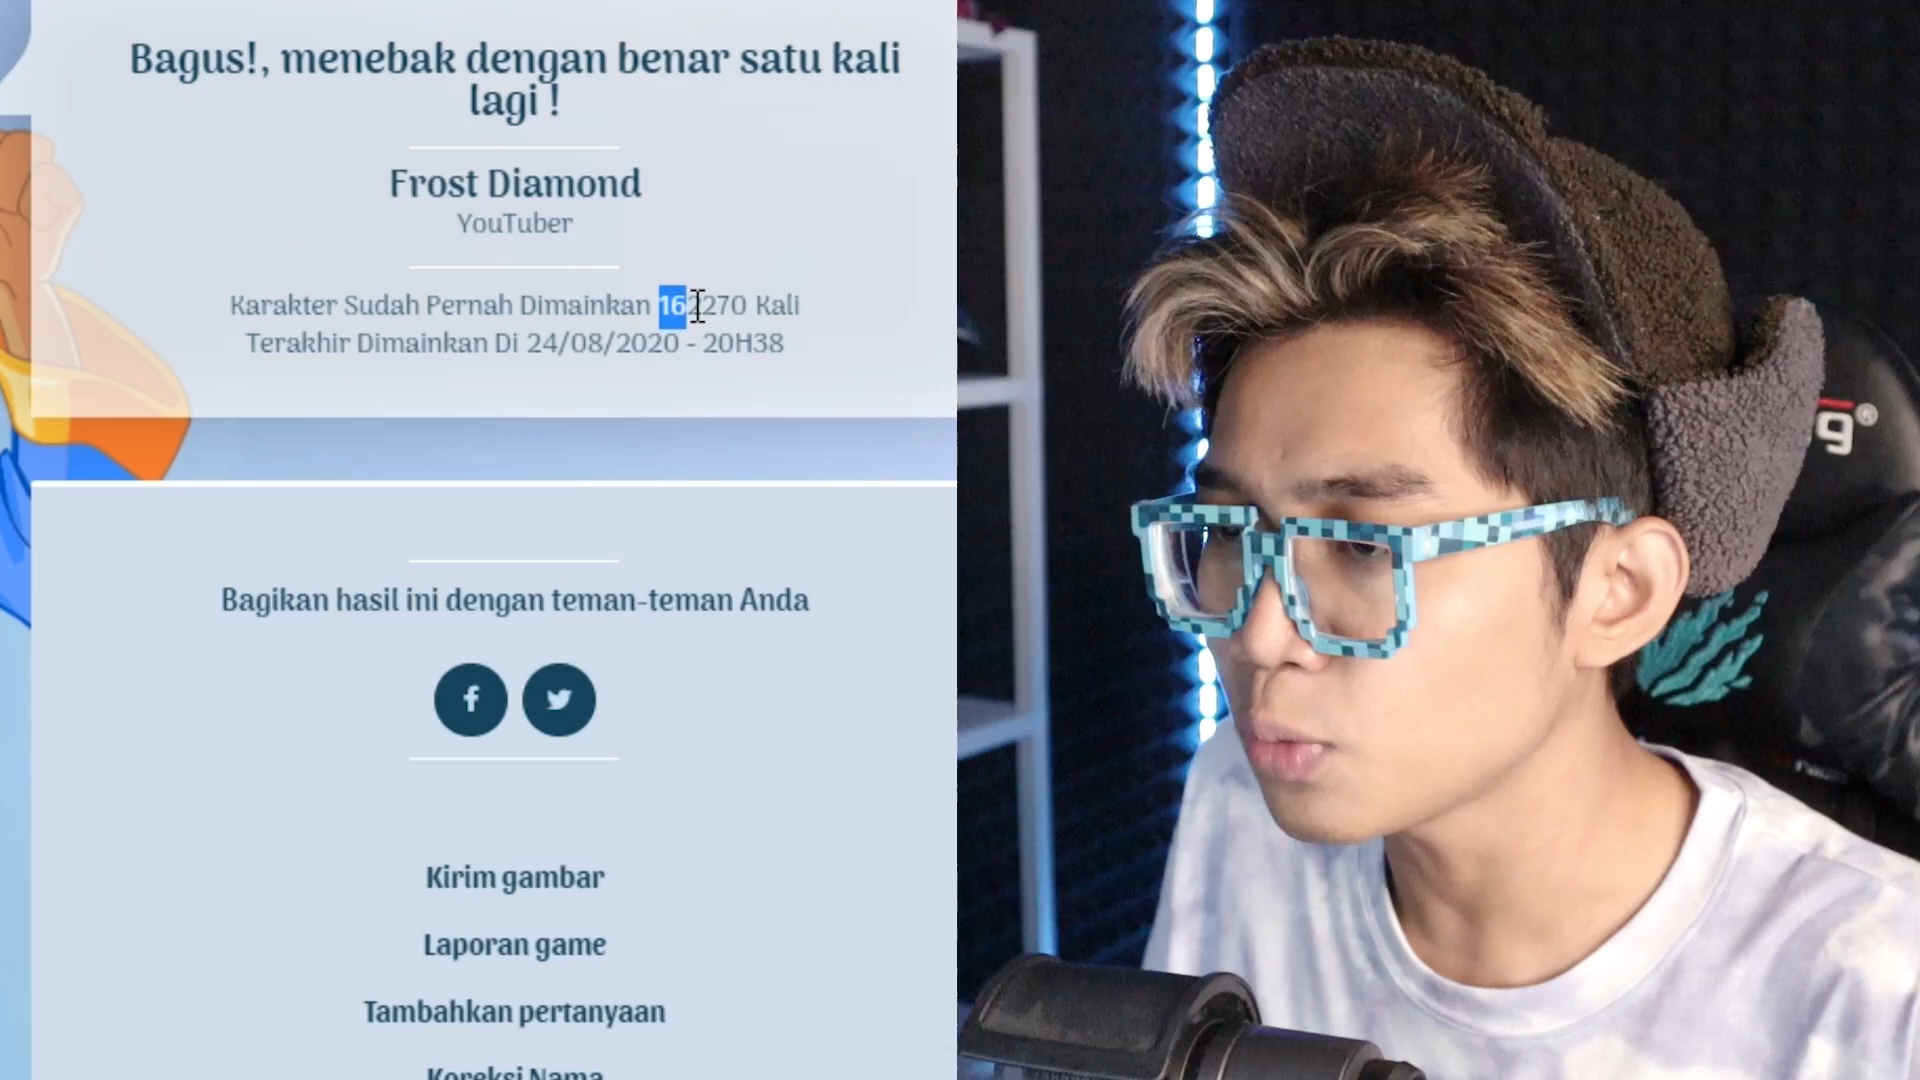 Bagus!, menebak dengan benar satu kali
lagi !
Frost Diamond
YouTuber
Karakter Sudah Pernah Dimainkan 162270 Kali
Terakhir Dimainkan Di 24/08/2020 - 20H38
Bagikan hasil ini dengan teman-teman Anda
Kirim gambar
Laporan game
Tambahkan pertanyaan
Koreksi Nama